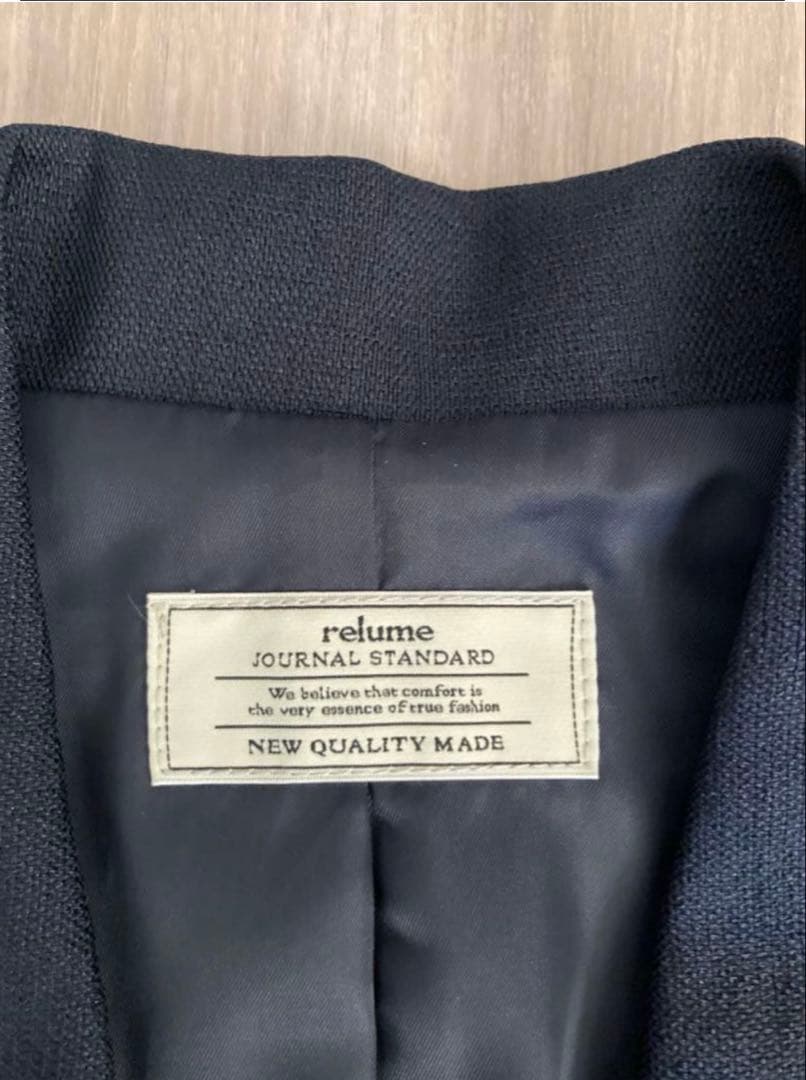 relume
JOURNAL STANDARD
We believe that comfort is
the very essence of true fashion
NEW QUALITY MADE